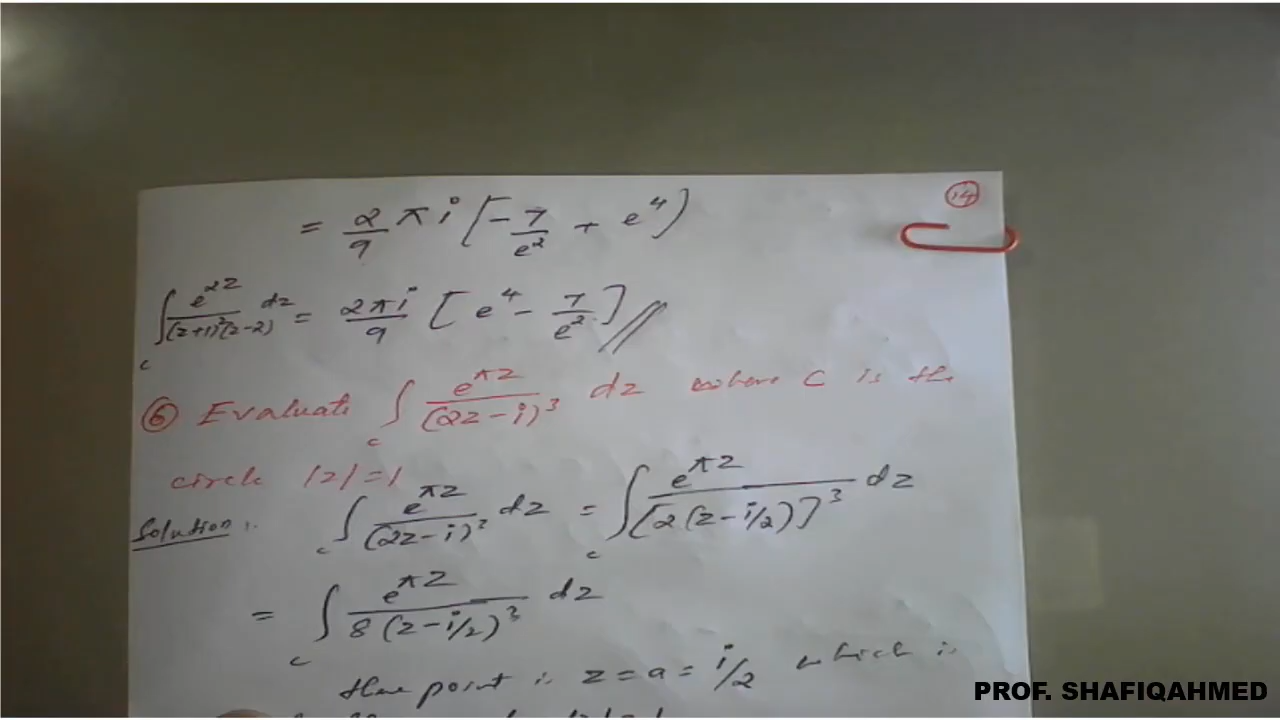 14
= 2/9 π i [ - 7/e² + e⁴ ]
∫c e^2z/(z+1)²(z-2) dz = 2πi/9 [ e⁴ - 7/e² ] //
⑥ Evaluate ∫c e^πz/(2z-i)³ dz where C is the
circle |z|=1
Solution :. ∫c e^πz/(2z-i)³ dz = ∫c e^πz/[2(z-i/2)]³ dz
= ∫c e^πz/8(z-i/2)³ dz
the point is z = a = i/2 which is
PROF. SHAFIQAHMED